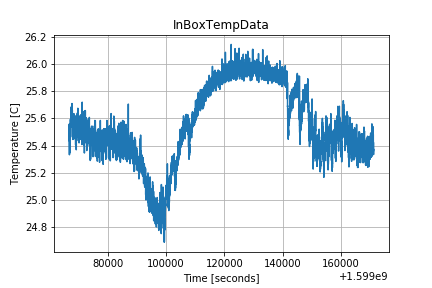 InBoxTempData
26.2
26.0
25.8
25.6
25.4
25.2
25.0
24.8
Temperature [C]
80000 100000 120000 140000 160000
Time [seconds]
+1.599e9